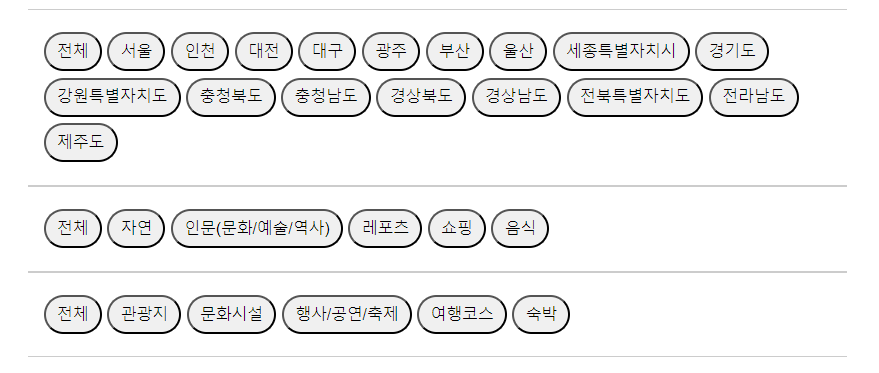 전체 서울 인천 대전 대구 광주 부산 울산 세종특별자치시 경기도
강원특별자치도 충청북도 충청남도 경상북도 경상남도 전북특별자치도 전라남도
제주도
전체 자연 인문(문화/예술/역사) 레포츠 쇼핑 음식
전체 관광지 문화시설 행사/공연/축제 여행코스 숙박